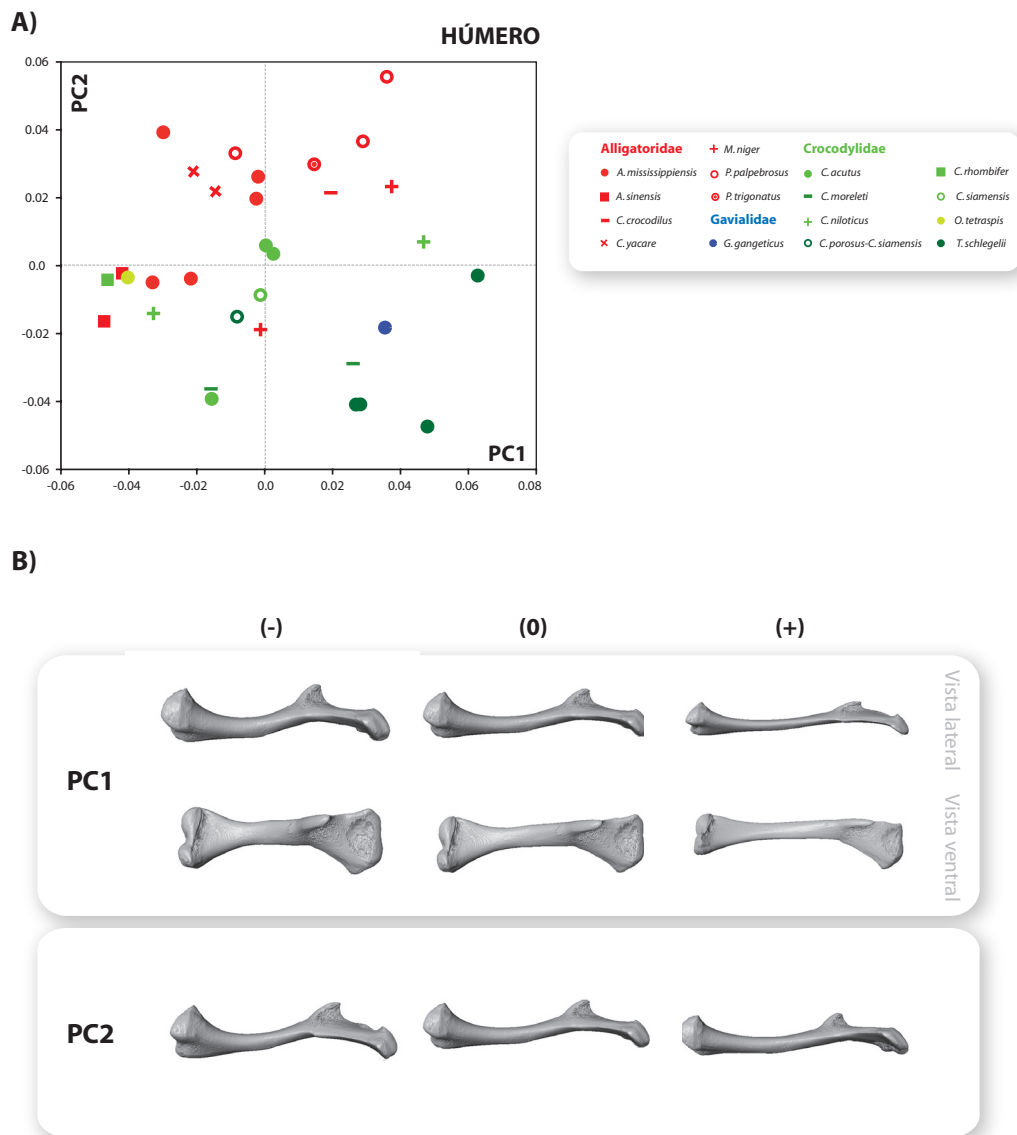 A)
HÚMERO
PC2
0.06
0.04
0.02
0.0
-0.02
-0.04
-0.06
-0.06
-0.04
-0.02
0.0
0.02
0.04
0.06
0.08
PC1
Alligatoridae
A. mississippiensis
A. sinensis
C. crocodilus
C. yacare
M. niger
P. palpebrosus
P. trigonatus
Gavialidae
G. gangeticus
Crocodylidae
C. acutus
C. moreleti
C. niloticus
C. porosus-C. siamensis
C. rhombifer
C. siamensis
O. tetraspis
T. schlegelii
B)
(-) (0) (+)
PC1
Vista lateral
Vista ventral
PC2